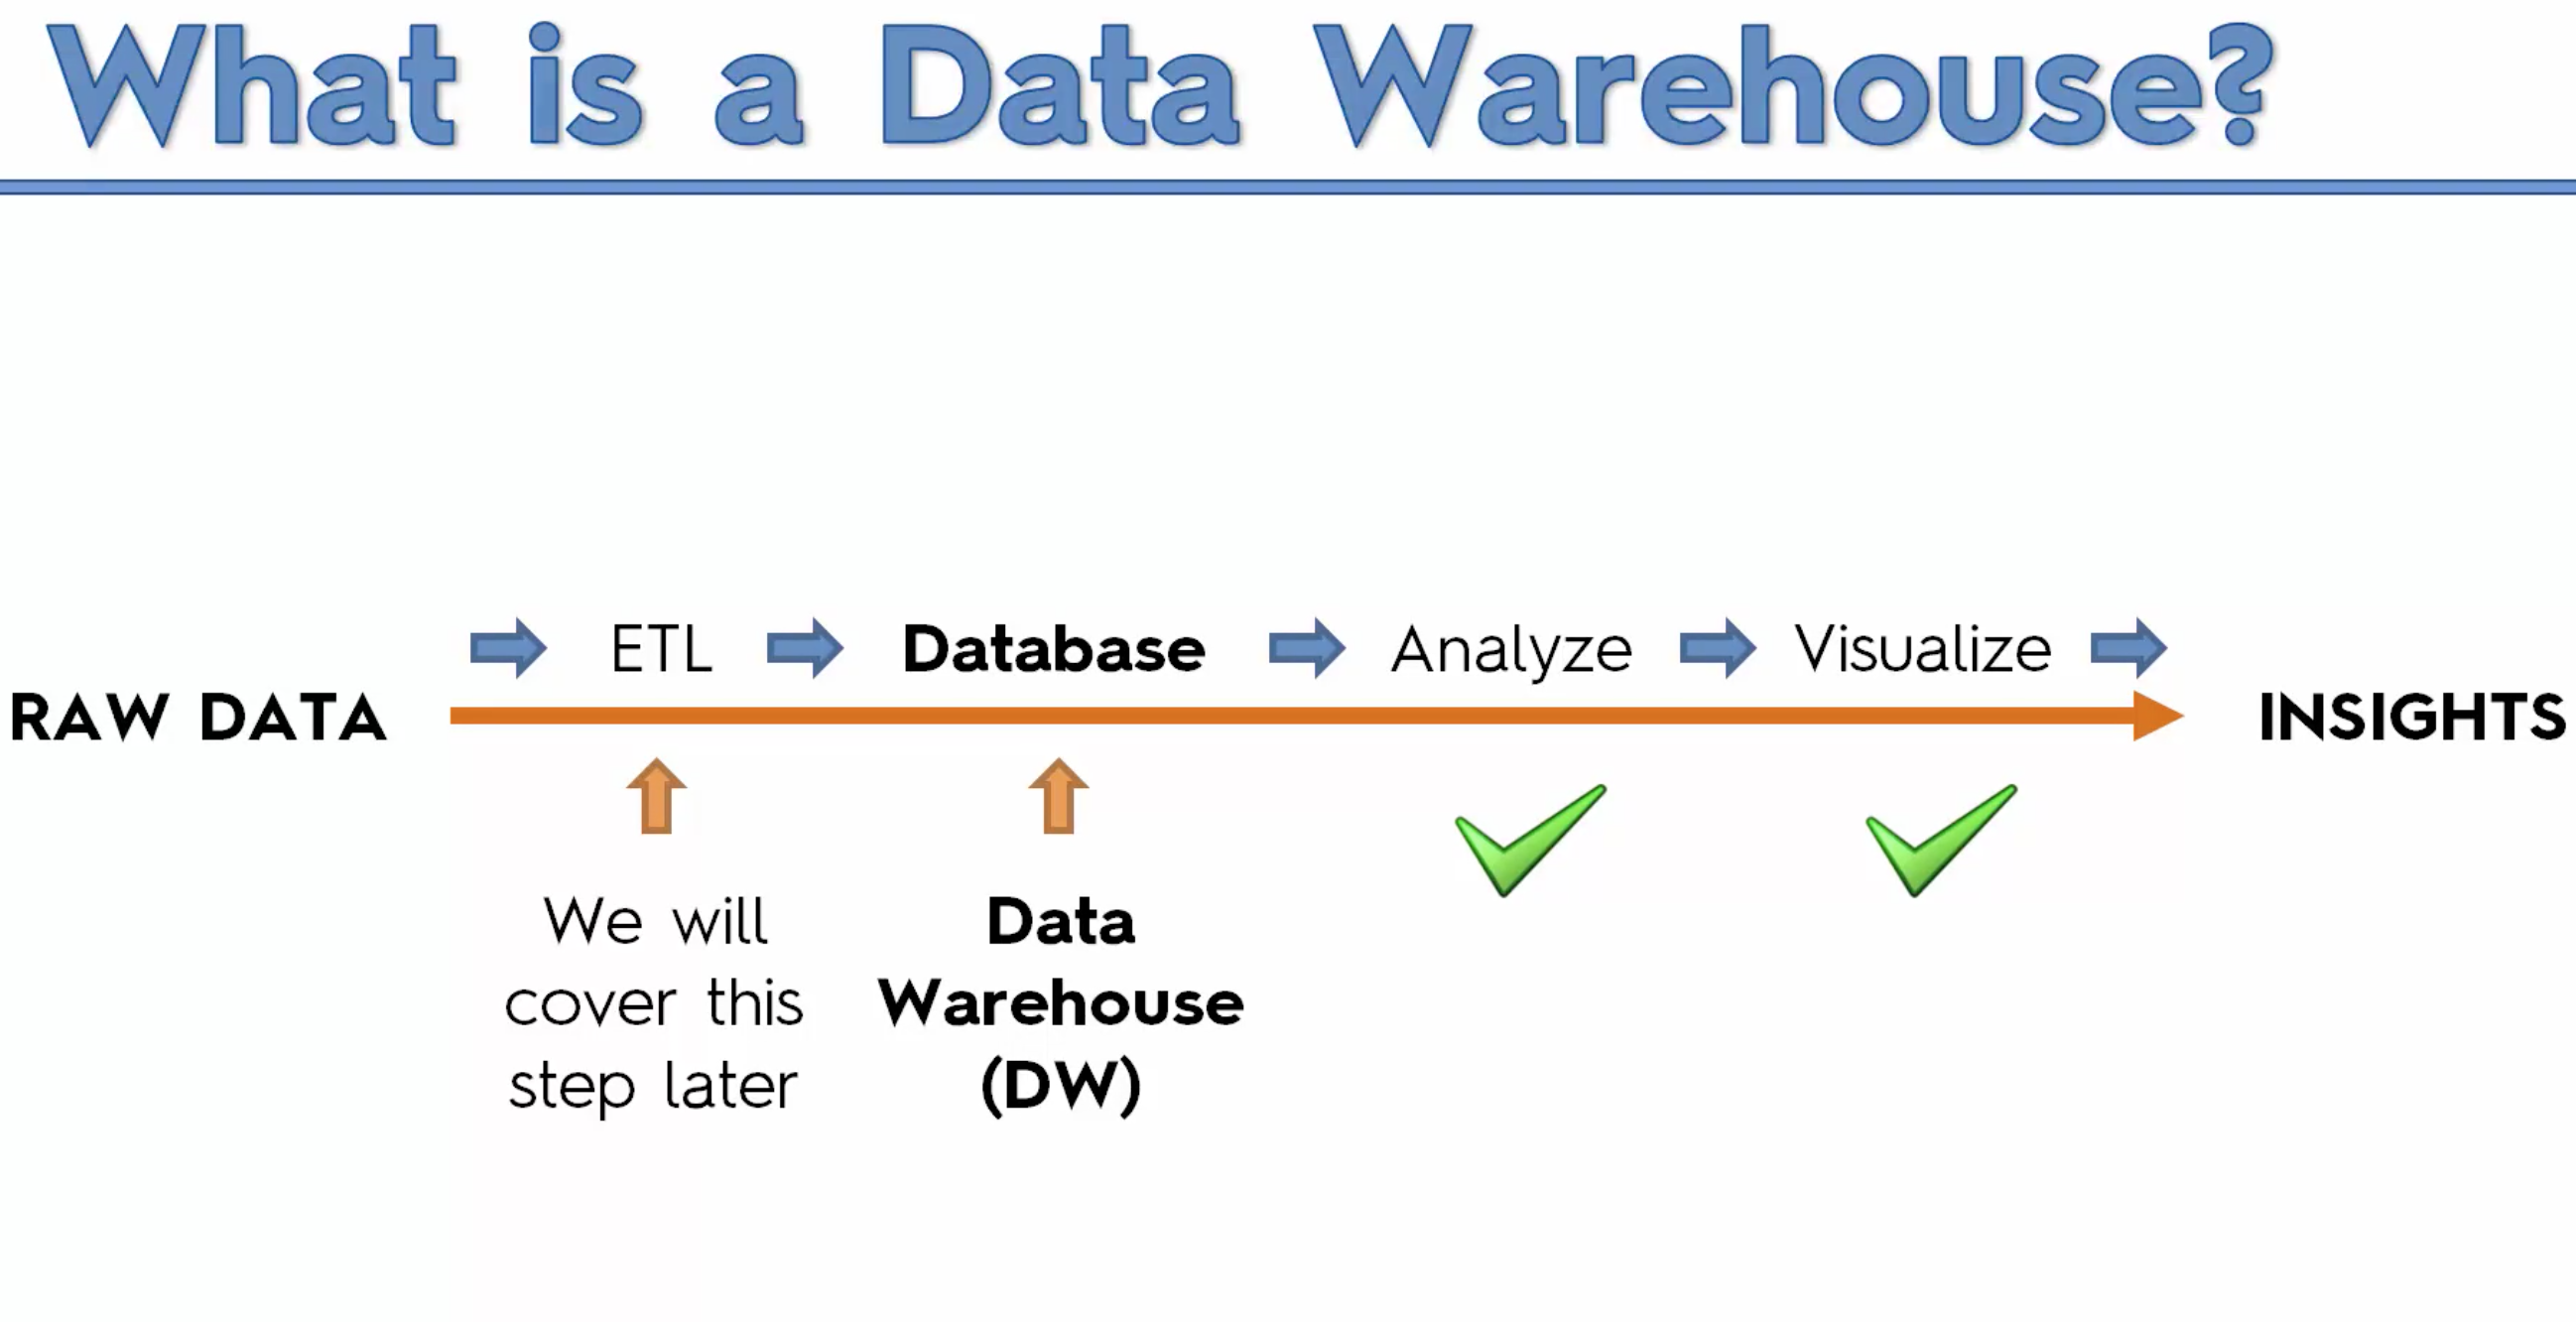 What is a Data Warehouse?
RAW DATA
ETL
Database
Analyze
Visualize
INSIGHTS
We will
cover this
step later
Data
Warehouse
(DW)